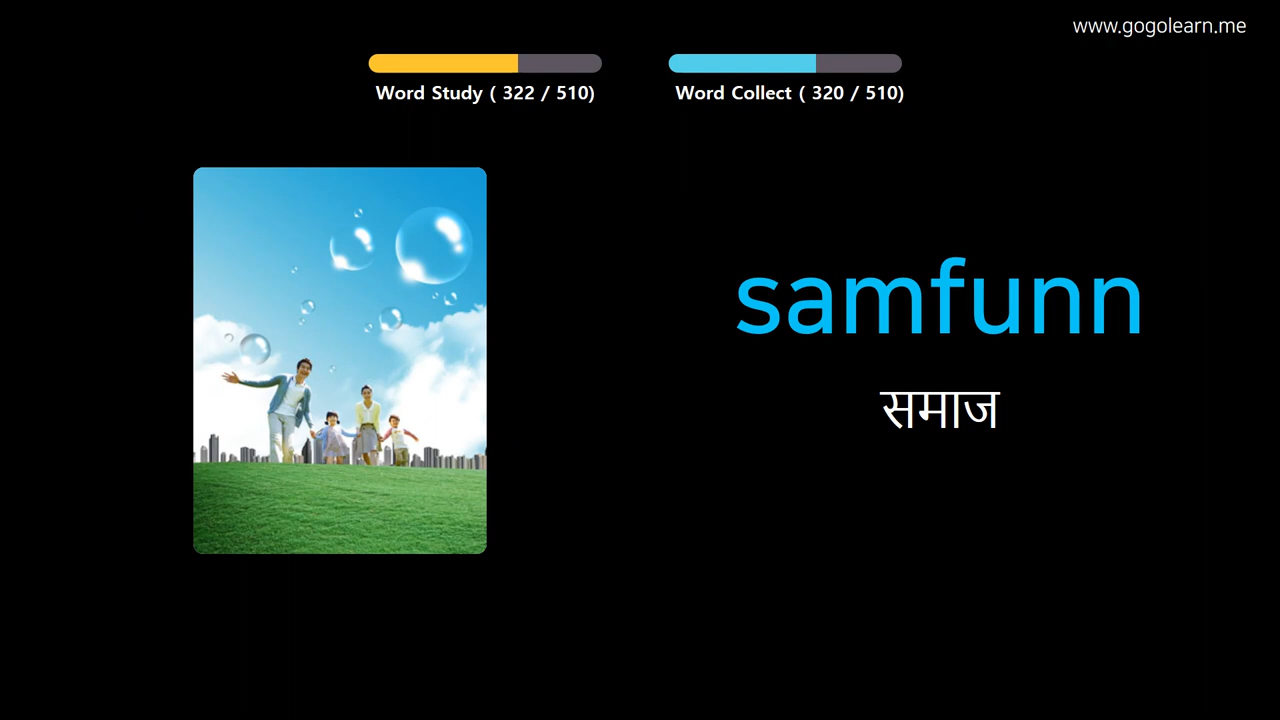 www.gogolearn.me
Word Study ( 322 / 510)
Word Collect ( 320 / 510)
samfunn
समाज